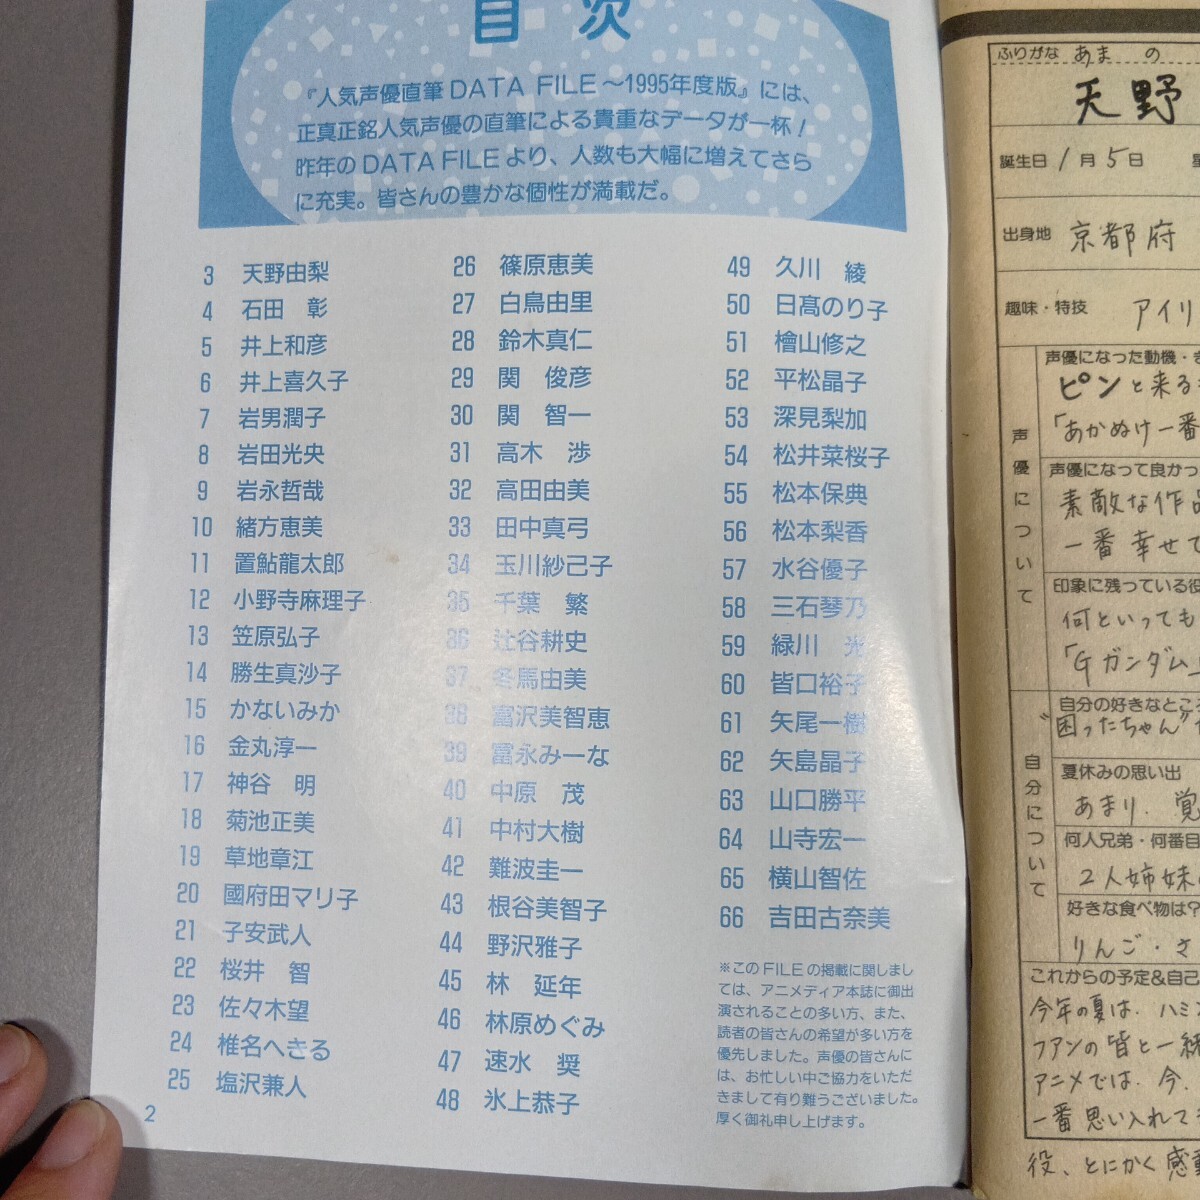 目次
『人気声優直筆DATA FILE〜1995年度版』には、
正真正銘人気声優の直筆による貴重なデータが一杯！
昨年のDATA FILEより、人数も大幅に増えてさら
に充実。皆さんの豊かな個性が満載だ。
3 天野由梨
4 石田 彰
5 井上和彦
6 井上喜久子
7 岩男潤子
8 岩田光央
9 岩永哲哉
10 緒方恵美
11 置鮎龍太郎
12 小野寺麻理子
13 笠原弘子
14 勝生真沙子
15 かないみか
16 金丸淳一
17 神谷 明
18 菊池正美
19 草地章江
20 國府田マリ子
21 子安武人
22 桜井 智
23 佐々木望
24 椎名へきる
25 塩沢兼人
26 篠原恵美
27 白鳥由里
28 鈴木真仁
29 関 俊彦
30 関 智一
31 高木 渉
32 高田由美
33 田中真弓
34 玉川紗己子
35 千葉 繁
36 辻谷耕史
37 冬馬由美
38 富沢美智恵
39 富永みーな
40 中原 茂
41 中村大樹
42 難波圭一
43 根谷美智子
44 野沢雅子
45 林 延年
46 林原めぐみ
47 速水 奨
48 氷上恭子
49 久川 綾
50 日髙のり子
51 檜山修之
52 平松晶子
53 深見梨加
54 松井菜桜子
55 松本保典
56 松本梨香
57 水谷優子
58 三石琴乃
59 緑川 光
60 皆口裕子
61 矢尾一樹
62 矢島晶子
63 山口勝平
64 山寺宏一
65 横山智佐
66 吉田古奈美
※このFILEの掲載に関しまし
ては、アニメディア本誌に御出
演されることの多い方、また、
読者の皆さんの希望が多い方を
優先しました。声優の皆さんに
は、お忙しい中ご協力をいただ
きまして有り難うございました。
厚く御礼申し上げます。
2
ふりがな あま の
天野
誕生日 1月5日
出身地 京都府
趣味・特技 アイリ
声優について
声優になった動機・き
ピンと来る
「あかぬけ一番
声優になって良かっ
素敵な作品
一番幸せて
印象に残っている役
何といっても
「Gガンダム」
自分について
自分の好きなところ
"困ったちゃん"
夏休みの思い出
あまり、覚
何人兄弟・何番目
2人姉妹
好きな食べ物は？
りんご・さ
これからの予定＆自己
今年の夏は、ハミ
ファンの皆と一緒
アニメでは、今、
一番思い入れて
役、とにかく感動